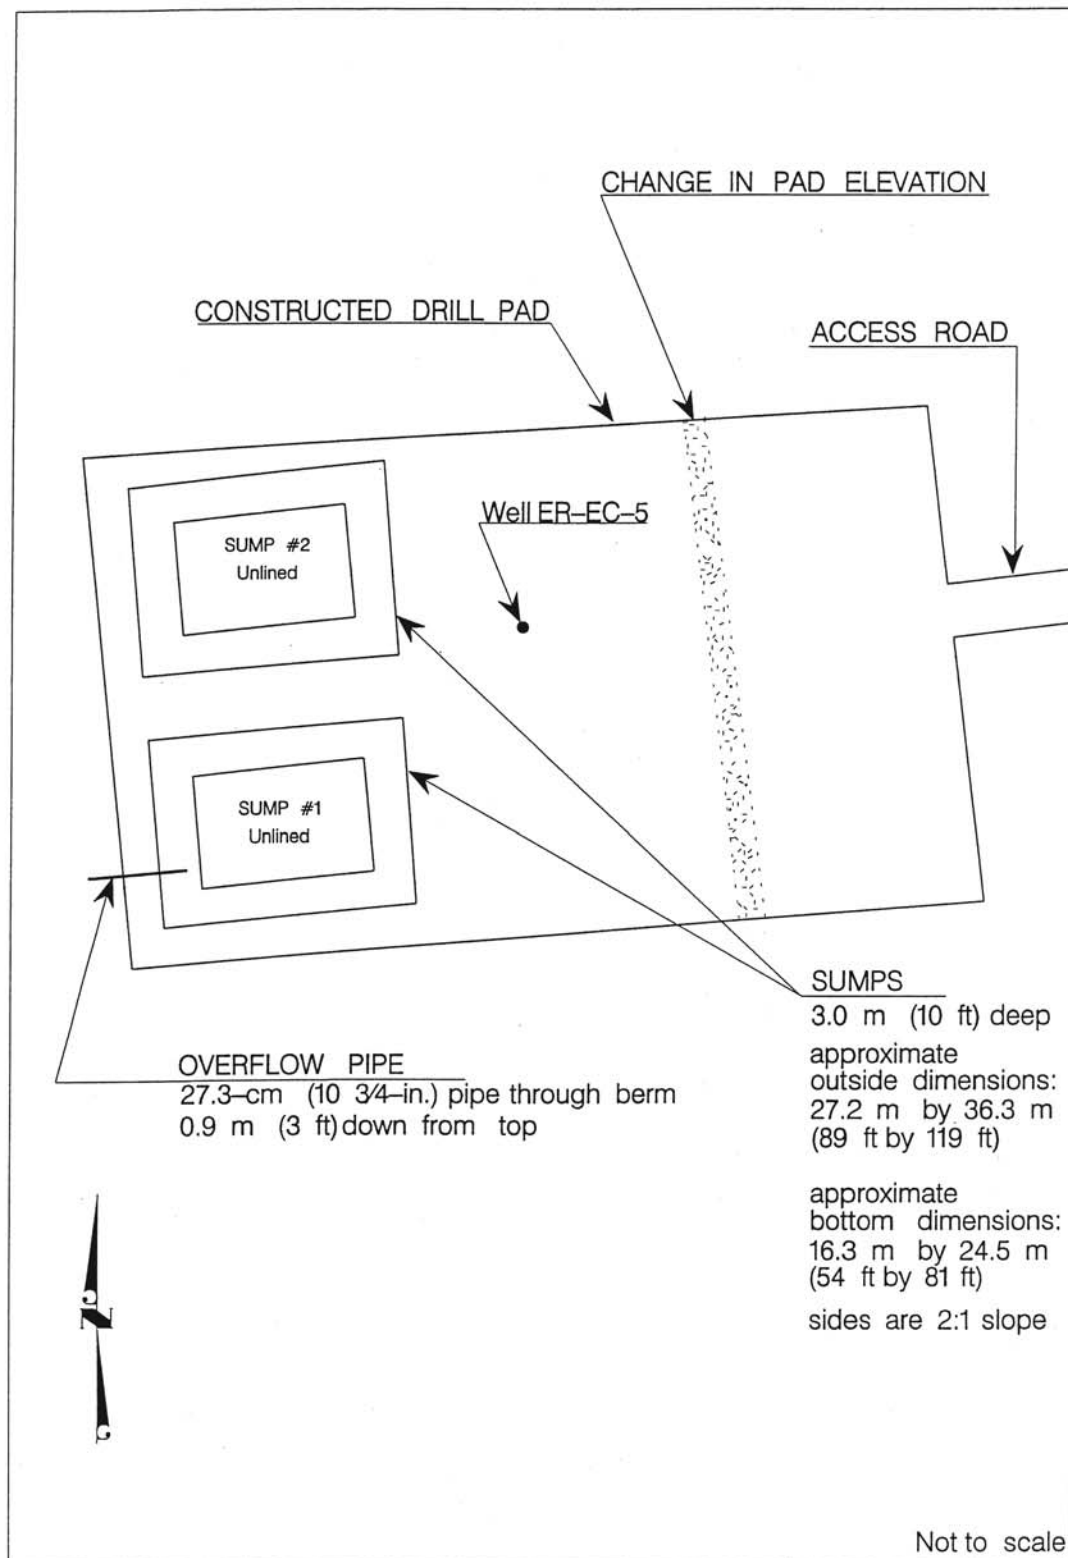 CHANGE IN PAD ELEVATION
CONSTRUCTED DRILL PAD
ACCESS ROAD
Well ER-EC-5
SUMP #2
Unlined
SUMP #1
Unlined
SUMPS
3.0 m (10 ft) deep
approximate
outside dimensions:
27.2 m by 36.3 m
(89 ft by 119 ft)
approximate
bottom dimensions:
16.3 m by 24.5 m
(54 ft by 81 ft)
sides are 2:1 slope
OVERFLOW PIPE
27.3-cm (10 3/4-in.) pipe through berm
0.9 m (3 ft) down from top
N
Not to scale